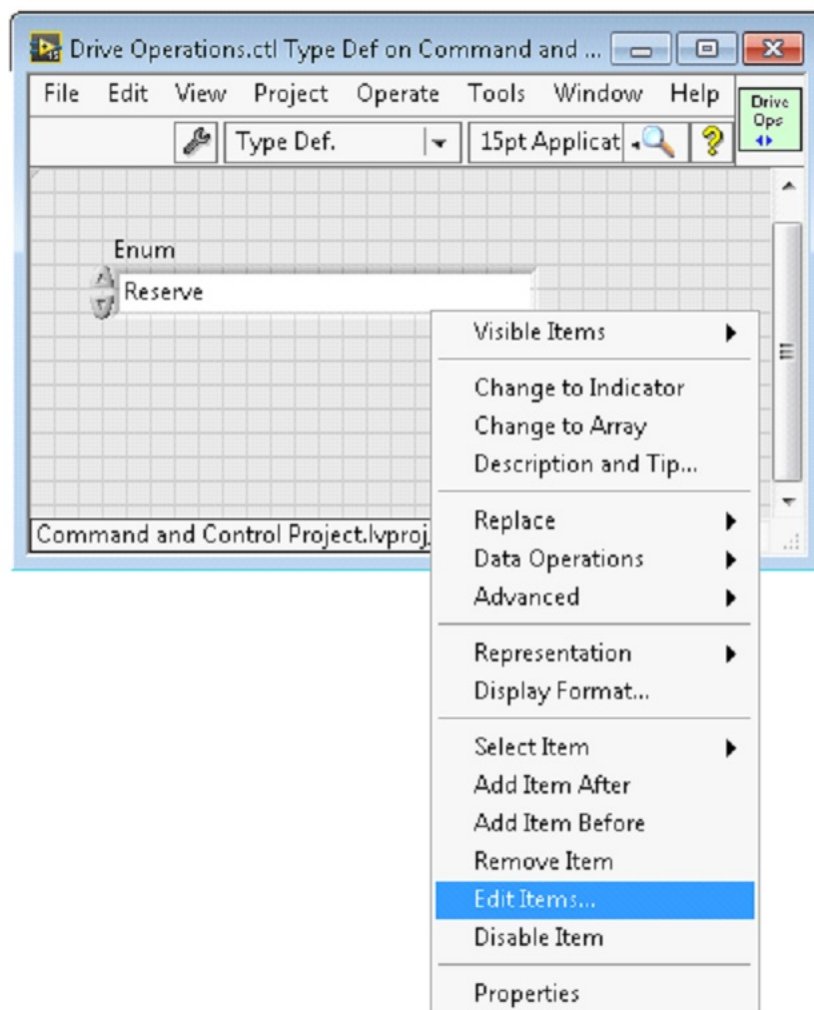 Drive Operations.ctl Type Def on Command and ...
File Edit View Project Operate Tools Window Help
Drive
Ops
Type Def.
15pt Applicat
?
Enum
Reserve
Command and Control Project.lvproj
Visible Items
Change to Indicator
Change to Array
Description and Tip...
Replace
Data Operations
Advanced
Representation
Display Format...
Select Item
Add Item After
Add Item Before
Remove Item
Edit Items...
Disable Item
Properties